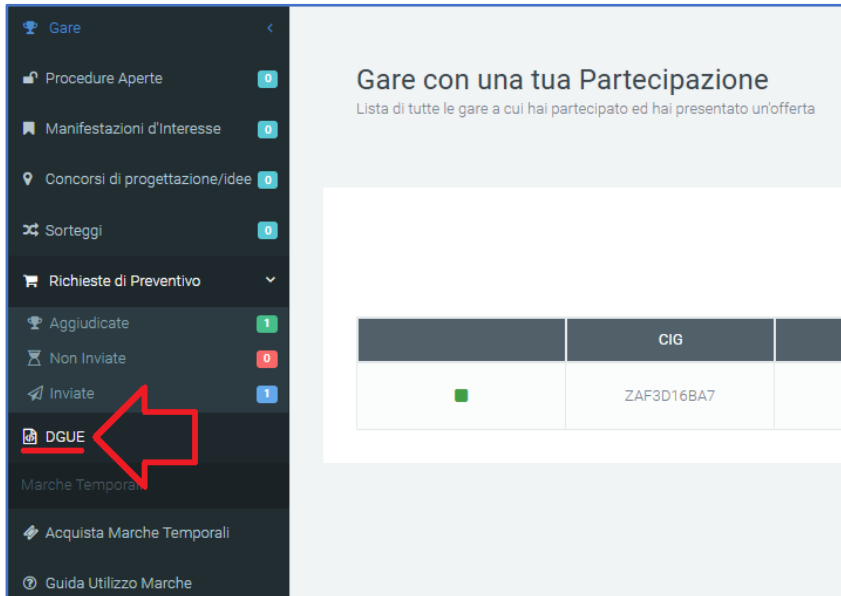 Gare
Procedure Aperte 0
Manifestazioni d'Interesse 0
Concorsi di progettazione/idee 0
Sorteggi 0
Richieste di Preventivo
Aggiudicate 1
Non Inviate 0
Inviate 1
DGUE
Marche Temporali
Acquista Marche Temporali
Guida Utilizzo Marche
Gare con una tua Partecipazione
Lista di tutte le gare a cui hai partecipato ed hai presentato un'offerta
CIG
ZAF3D16BA7